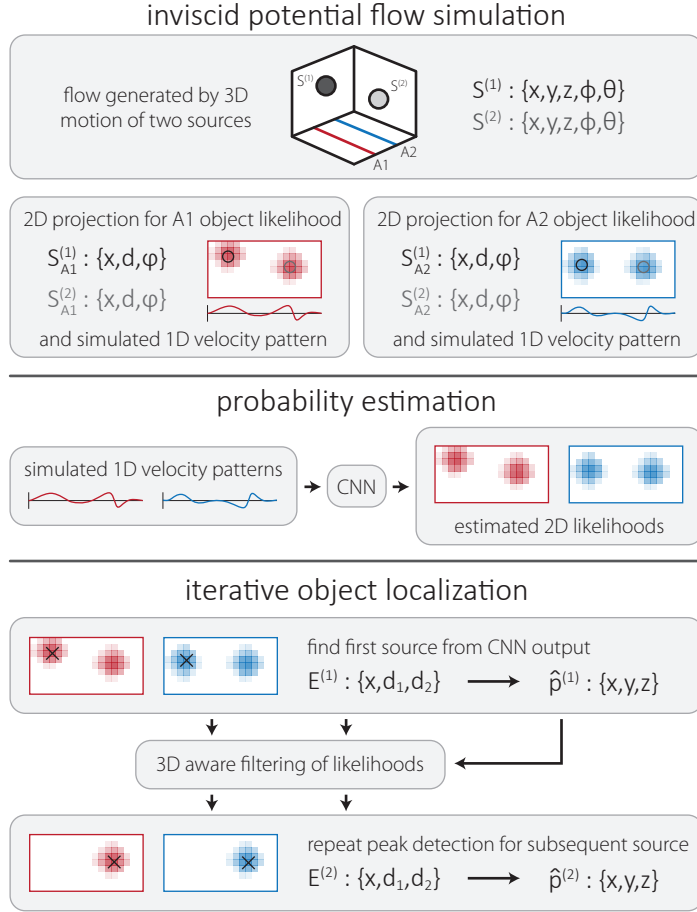 inviscid potential flow simulation
flow generated by 3D
motion of two sources
S⁽¹⁾
S⁽²⁾
A1
A2
S⁽¹⁾ : {x,y,z,ϕ,θ}
S⁽²⁾ : {x,y,z,ϕ,θ}
2D projection for A1 object likelihood
S⁽¹⁾_A1 : {x,d,φ}
S⁽²⁾_A1 : {x,d,φ}
and simulated 1D velocity pattern
2D projection for A2 object likelihood
S⁽¹⁾_A2 : {x,d,φ}
S⁽²⁾_A2 : {x,d,φ}
and simulated 1D velocity pattern
probability estimation
simulated 1D velocity patterns
CNN
estimated 2D likelihoods
iterative object localization
find first source from CNN output
E⁽¹⁾ : {x,d₁,d₂}
p̂⁽¹⁾ : {x,y,z}
3D aware filtering of likelihoods
repeat peak detection for subsequent source
E⁽²⁾ : {x,d₁,d₂}
p̂⁽²⁾ : {x,y,z}